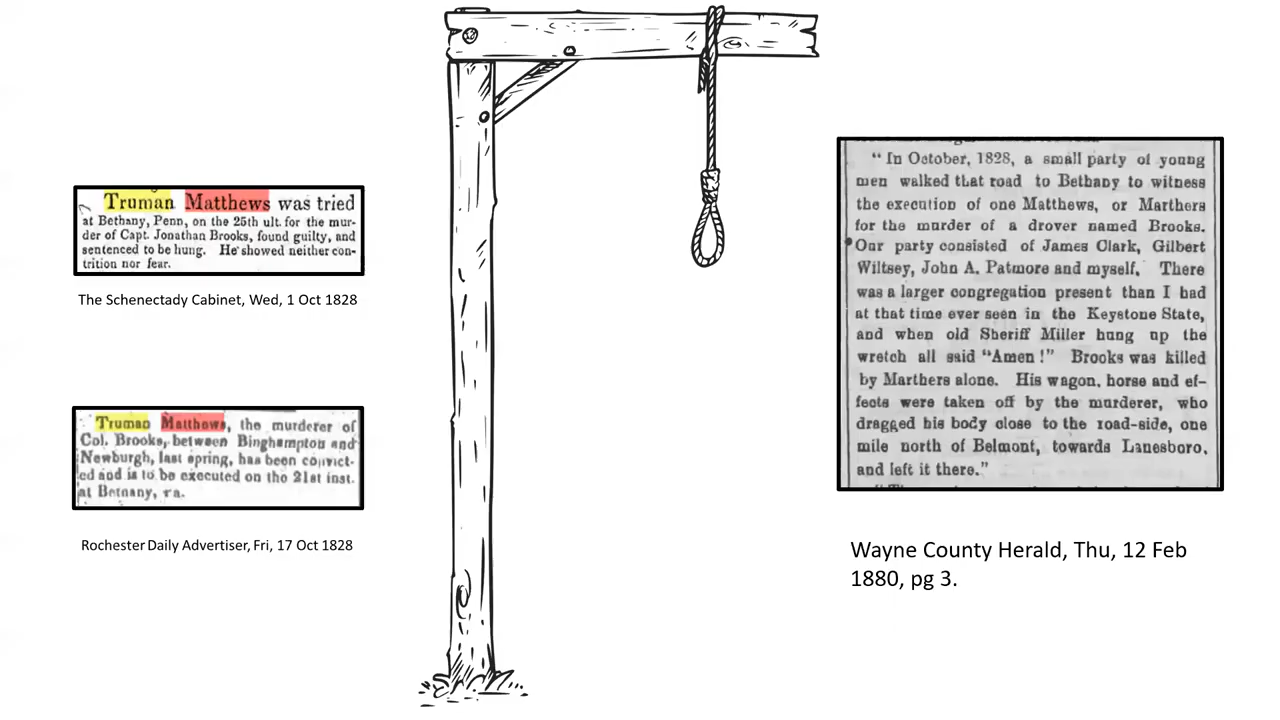 Truman Matthews was tried
at Bethany, Penn, on the 25th ult. for the mur-
der of Capt. Jonathan Brooks, found guilty, and
sentenced to be hung. He showed neither con-
trition nor fear.
The Schenectady Cabinet, Wed, 1 Oct 1828
Truman Matthews, the murderer of
Col. Brooks, between Binghampton and
Newburgh, last spring, has been convict-
ed and is to be executed on the 21st inst.
at Bethany, Pa.
Rochester Daily Advertiser, Fri, 17 Oct 1828
"In October, 1828, a small party of young
men walked that road to Bethany to witness
the execution of one Matthews, or Marthers
for the murder of a drover named Brooks.
Our party consisted of James Clark, Gilbert
Wiltsey, John A. Patmore and myself. There
was a larger congregation present than I had
at that time ever seen in the Keystone State,
and when old Sheriff Miller hung up the
wretch all said "Amen!" Brooks was killed
by Marthers alone. His wagon, horse and ef-
fects were taken off by the murderer, who
dragged his body close to the road-side, one
mile north of Belmont, towards Lanesboro,
and left it there."
Wayne County Herald, Thu, 12 Feb
1880, pg 3.